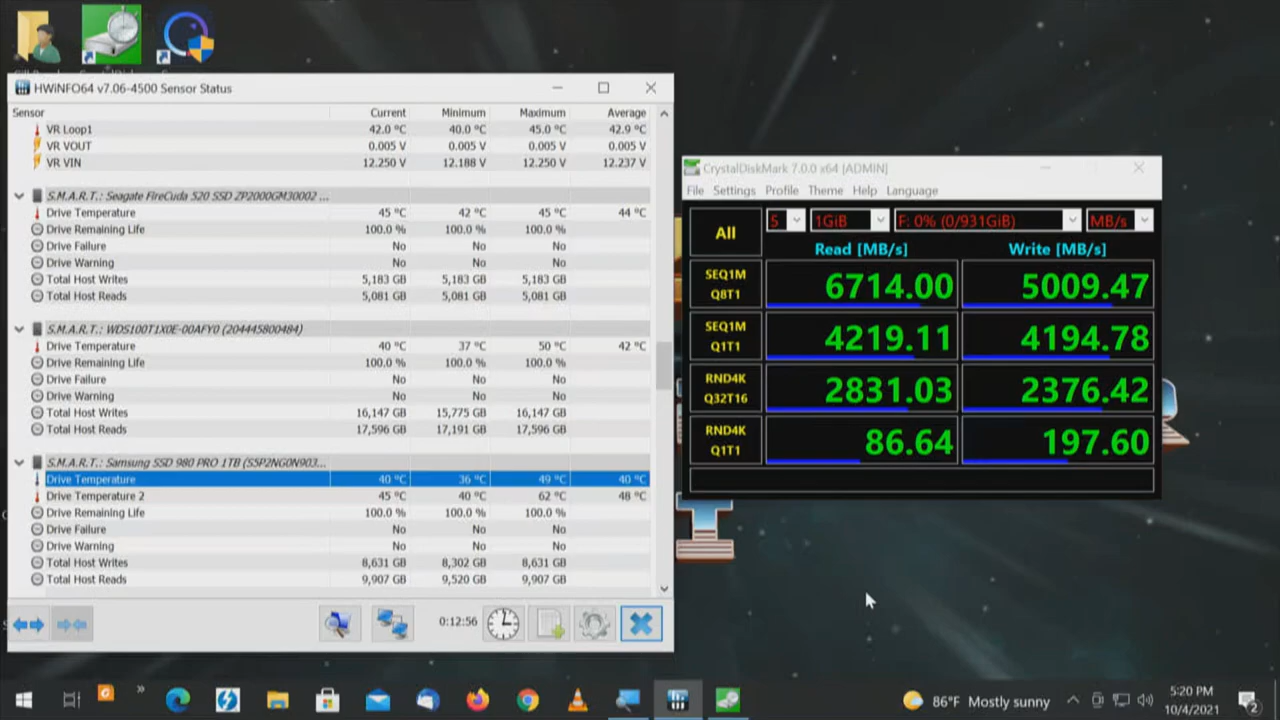 HWiNFO64 v7.06-4500 Sensor Status
Sensor Current Minimum Maximum Average
VR Loop1 42.0 °C 40.0 °C 45.0 °C 42.9 °C
VR VOUT 0.005 V 0.005 V 0.005 V 0.005 V
VR VIN 12.250 V 12.188 V 12.250 V 12.237 V
S.M.A.R.T.: Seagate FireCuda 520 SSD ZP2000GM30002 ...
Drive Temperature 45 °C 42 °C 45 °C 44 °C
Drive Remaining Life 100.0 % 100.0 % 100.0 %
Drive Failure No No No
Drive Warning No No No
Total Host Writes 5,183 GB 5,183 GB 5,183 GB
Total Host Reads 5,081 GB 5,081 GB 5,081 GB
S.M.A.R.T.: WDS100T1X0E-00AFY0 (204445800484)
Drive Temperature 40 °C 37 °C 50 °C 42 °C
Drive Remaining Life 100.0 % 100.0 % 100.0 %
Drive Failure No No No
Drive Warning No No No
Total Host Writes 16,147 GB 15,775 GB 16,147 GB
Total Host Reads 17,596 GB 17,191 GB 17,596 GB
S.M.A.R.T.: Samsung SSD 980 PRO 1TB (S5P2NG0N903...
Drive Temperature 40 °C 36 °C 49 °C 40 °C
Drive Temperature 2 45 °C 40 °C 62 °C 48 °C
Drive Remaining Life 100.0 % 100.0 % 100.0 %
Drive Failure No No No
Drive Warning No No No
Total Host Writes 8,631 GB 8,302 GB 8,631 GB
Total Host Reads 9,907 GB 9,520 GB 9,907 GB
0:12:56
CrystalDiskMark 7.0.0 x64 [ADMIN]
File Settings Profile Theme Help Language
All 5 1GiB F: 0% (0/931GiB) MB/s
Read [MB/s] Write [MB/s]
SEQ1M
Q8T1 6714.00 5009.47
SEQ1M
Q1T1 4219.11 4194.78
RND4K
Q32T16 2831.03 2376.42
RND4K
Q1T1 86.64 197.60
86°F Mostly sunny
5:20 PM
10/4/2021
2